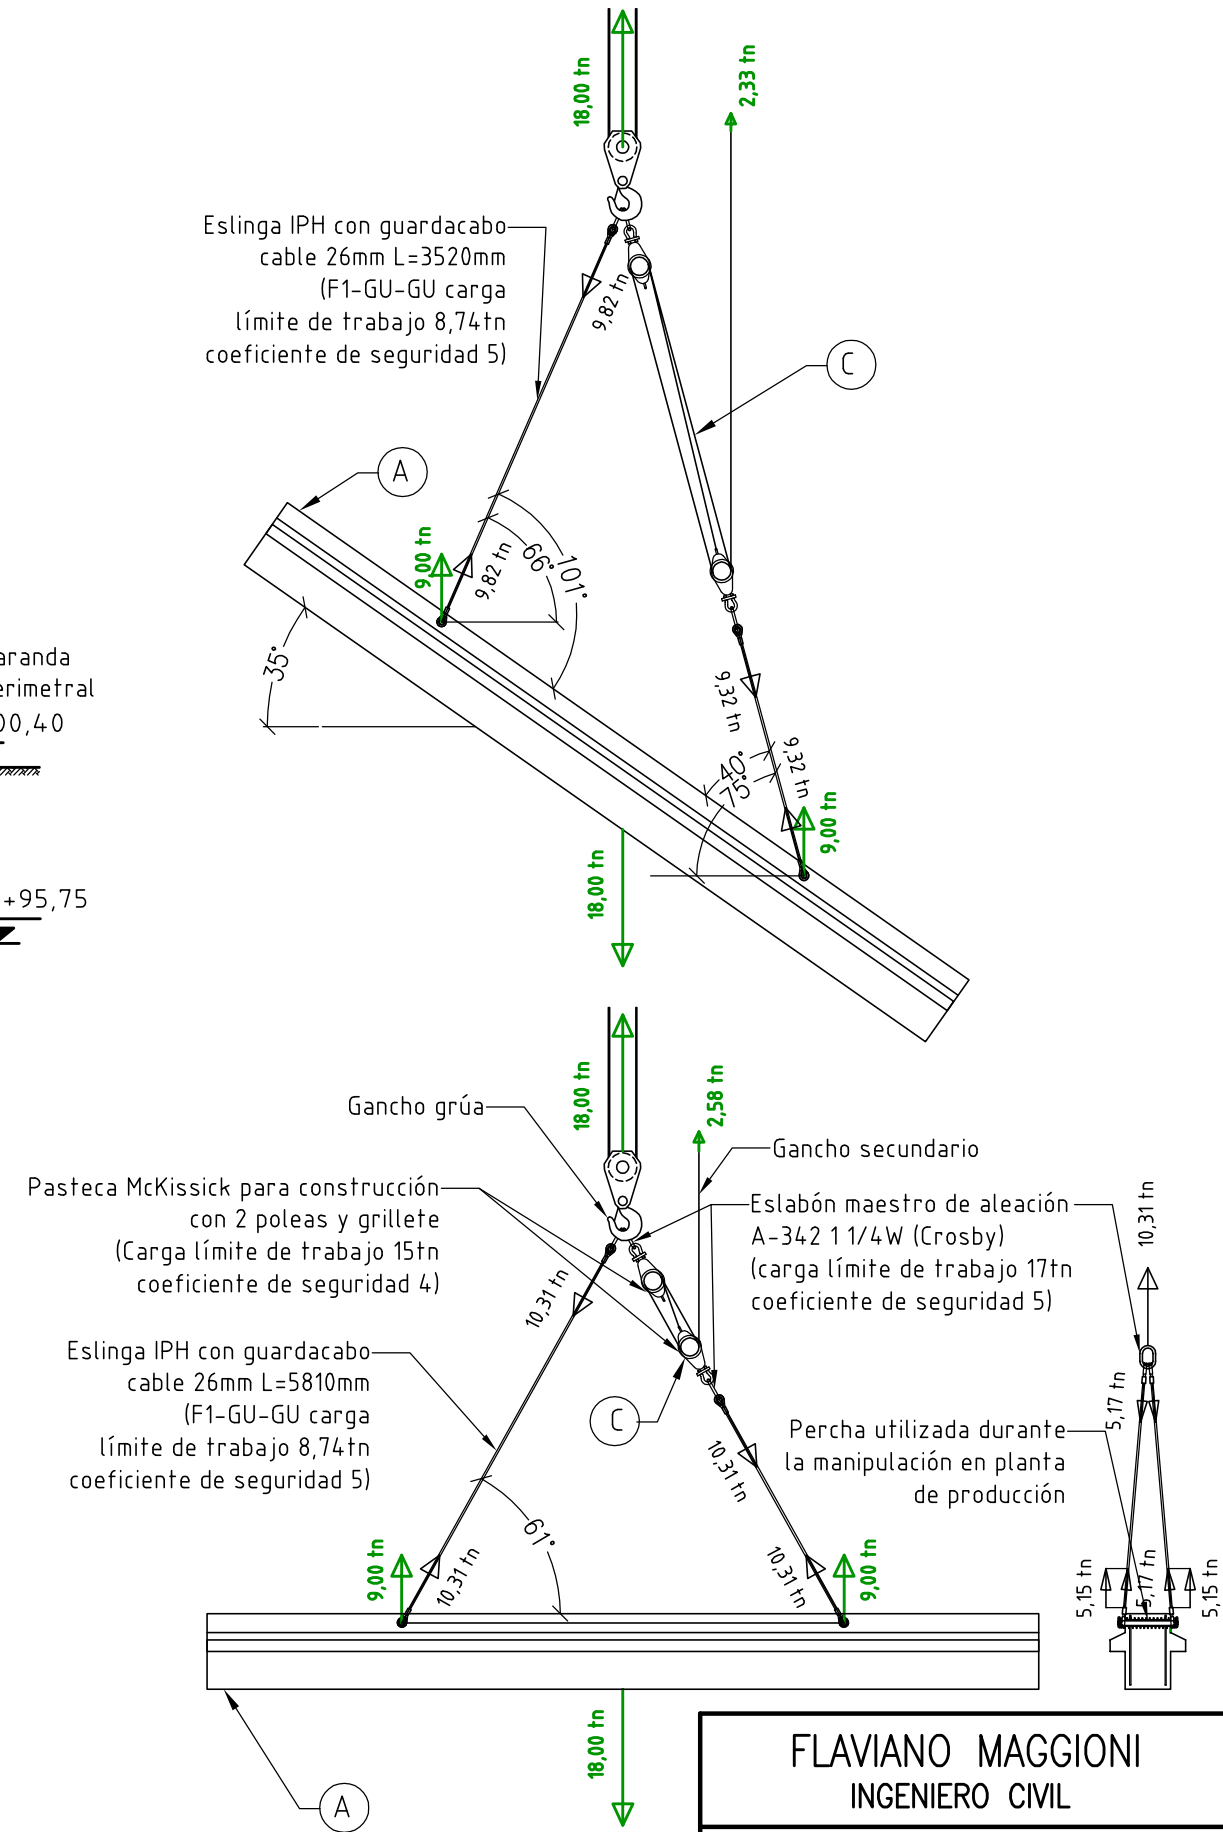 18,00 tn
2,33 tn
Eslinga IPH con guardacabo
cable 26mm L=3520mm
(F1-GU-GU carga
límite de trabajo 8,74tn
coeficiente de seguridad 5)
9,82 tn
C
A
9,00 tn
9,82 tn
66°
101°
35°
aranda
erimetral
00,40
9,32 tn
9,32 tn
40°
75°
9,00 tn
18,00 tn
+95,75
18,00 tn
2,58 tn
Gancho grúa
Gancho secundario
Pasteca McKissick para construcción
con 2 poleas y grillete
(Carga límite de trabajo 15tn
coeficiente de seguridad 4)
Eslabón maestro de aleación
A-342 1 1/4W (Crosby)
(carga límite de trabajo 17tn
coeficiente de seguridad 5)
10,31 tn
10,31 tn
Eslinga IPH con guardacabo
cable 26mm L=5810mm
(F1-GU-GU carga
límite de trabajo 8,74tn
coeficiente de seguridad 5)
C
5,17 tn
Percha utilizada durante
la manipulación en planta
de producción
10,31 tn
61°
9,00 tn
10,31 tn
10,31 tn
9,00 tn
5,15 tn
5,17 tn
5,15 tn
18,00 tn
A
FLAVIANO MAGGIONI
INGENIERO CIVIL